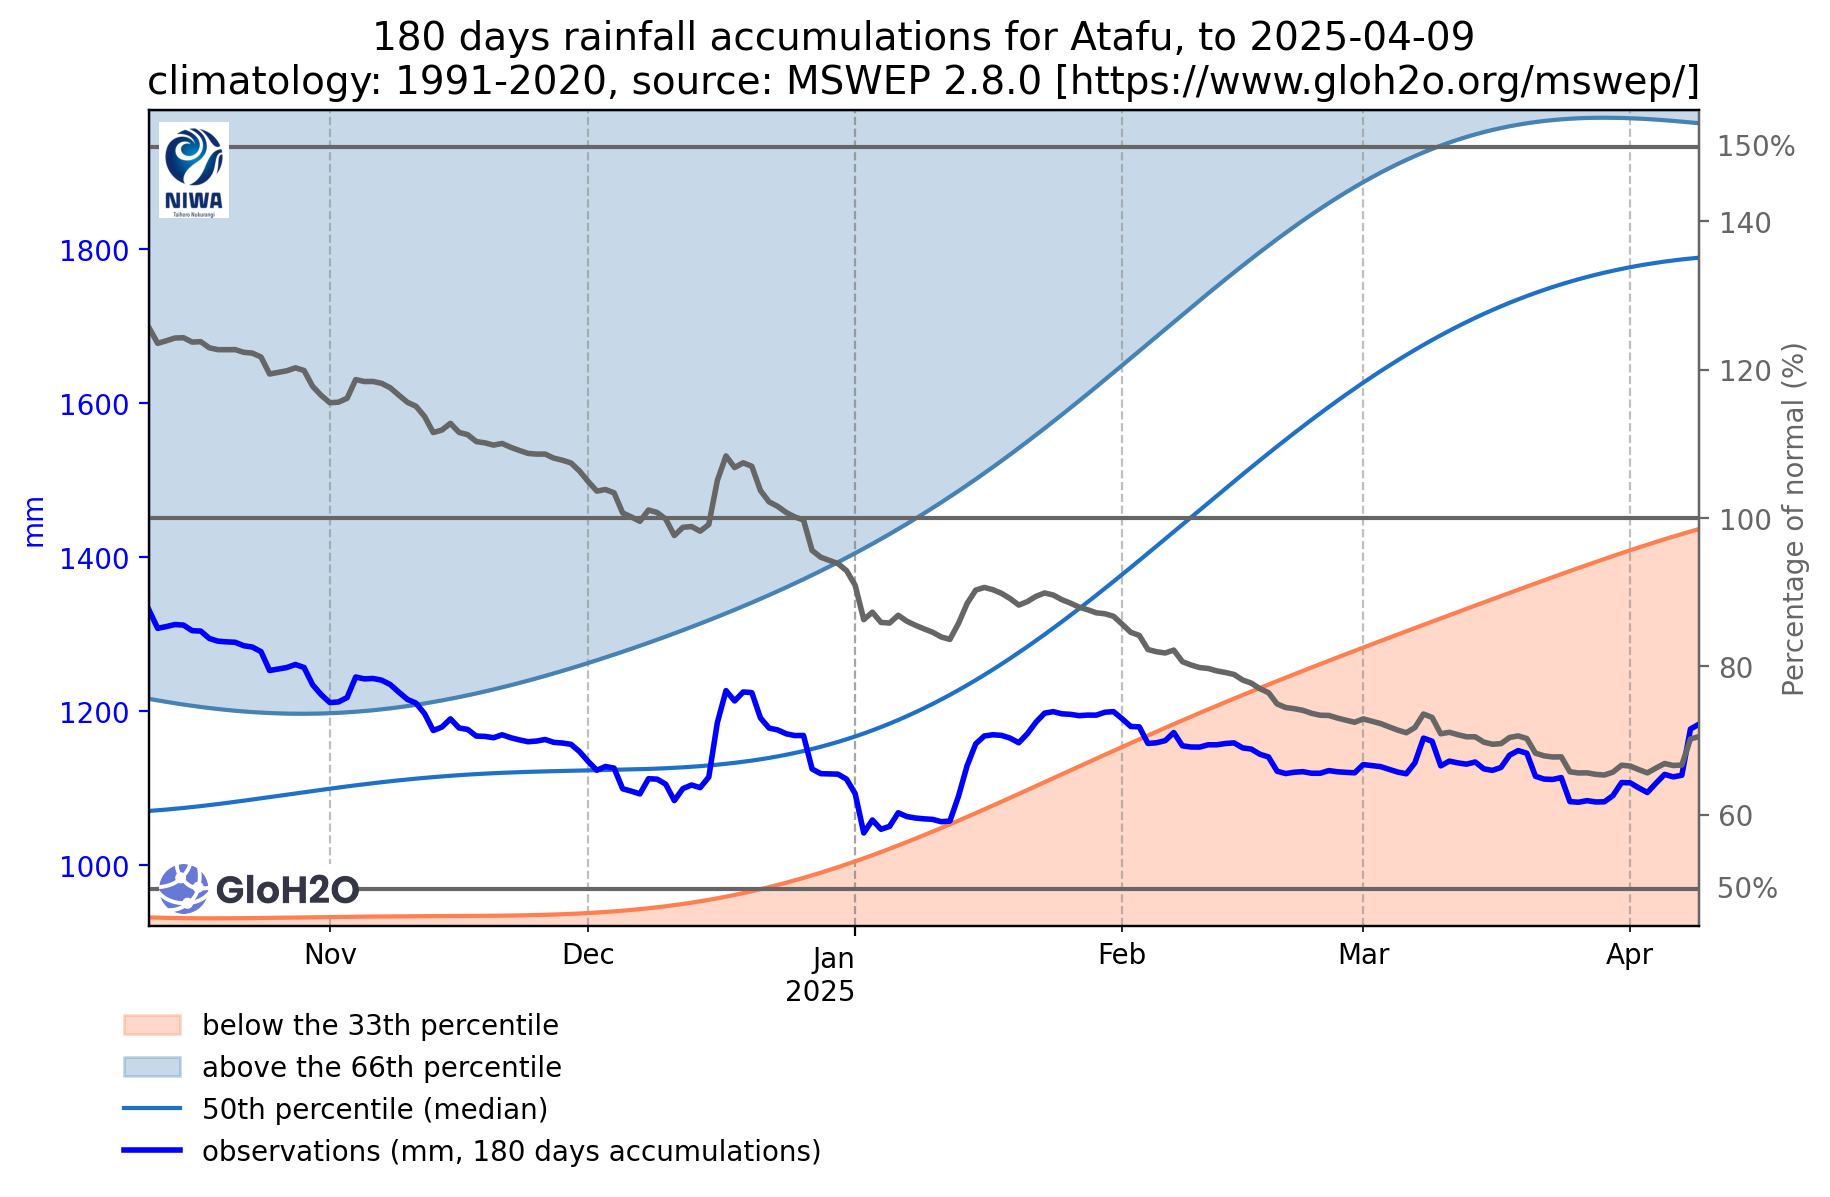 180 days rainfall accumulations for Atafu, to 2025-04-09
climatology: 1991-2020, source: MSWEP 2.8.0 [https://www.gloh2o.org/mswep/]
NIWA
Taihoro Nukurangi
150%
140
1800
120
1600
Percentage of normal (%)
mm
100
1400
80
1200
60
1000
GloH2O
50%
Nov
Dec
Jan
2025
Feb
Mar
Apr
below the 33th percentile
above the 66th percentile
50th percentile (median)
observations (mm, 180 days accumulations)